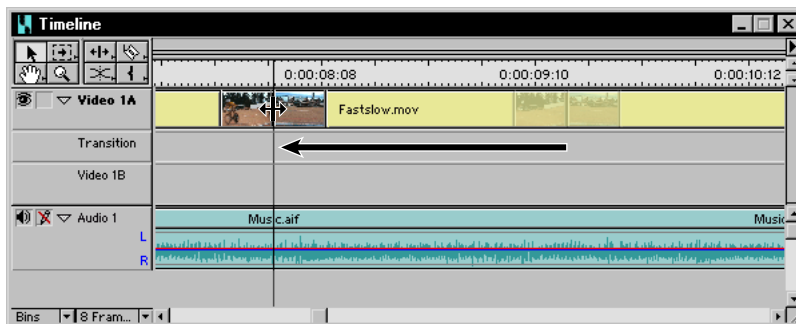 Timeline
0:00:08:08 0:00:09:10 0:00:10:12
Video 1A
Fastslow.mov
Transition
Video 1B
Audio 1
Music.aif Music
L
R
Bins 8 Fram...